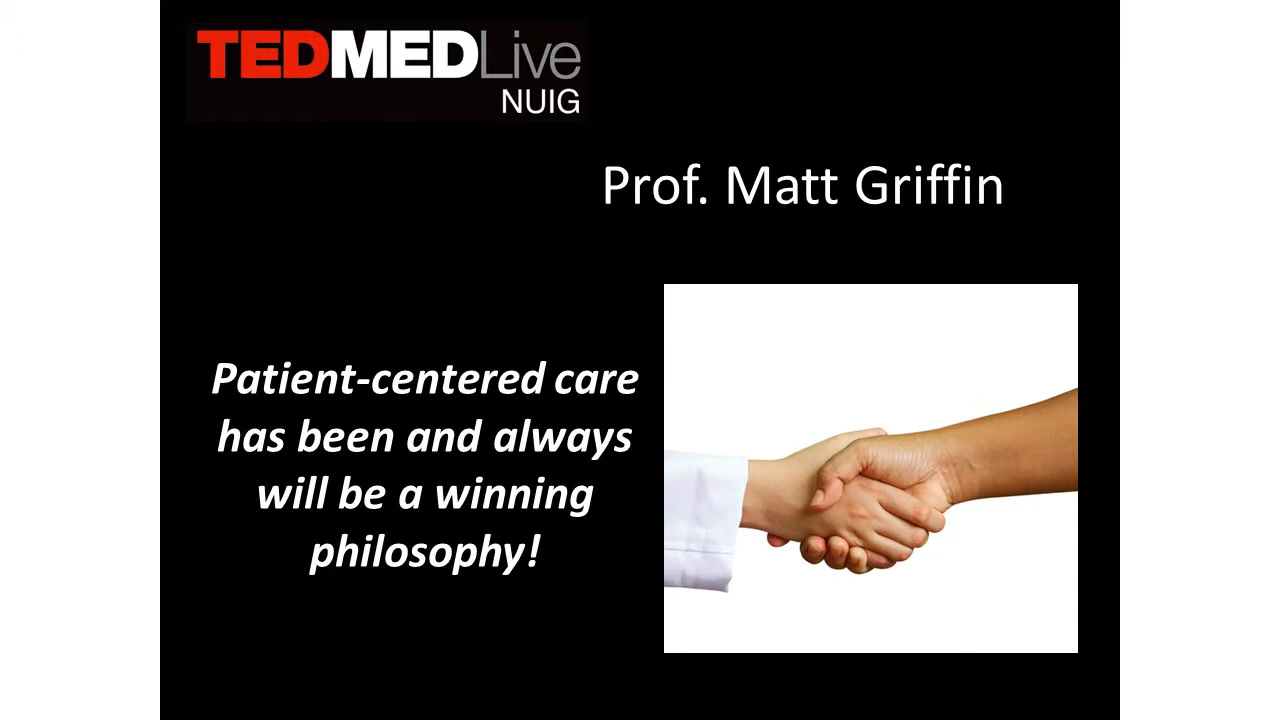 TEDMEDLive
NUIG
Prof. Matt Griffin
Patient-centered care
has been and always
will be a winning
philosophy!